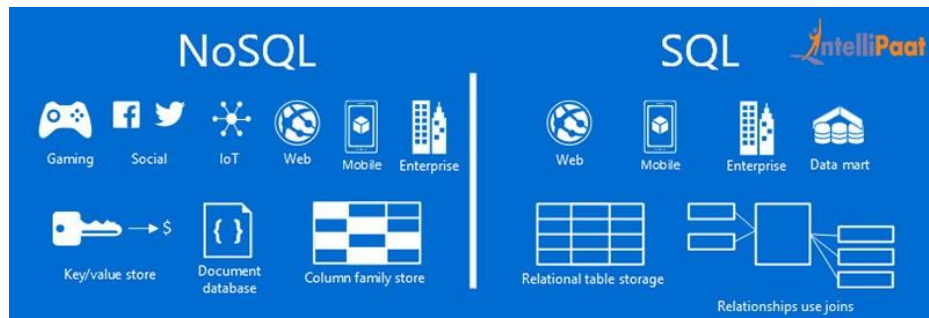 NoSQL
SQL
IntelliPaat
Gaming
Social
IoT
Web
Mobile
Enterprise
Web
Mobile
Enterprise
Data mart
$
{ }
Key/value store
Document
database
Column family store
Relational table storage
Relationships use joins